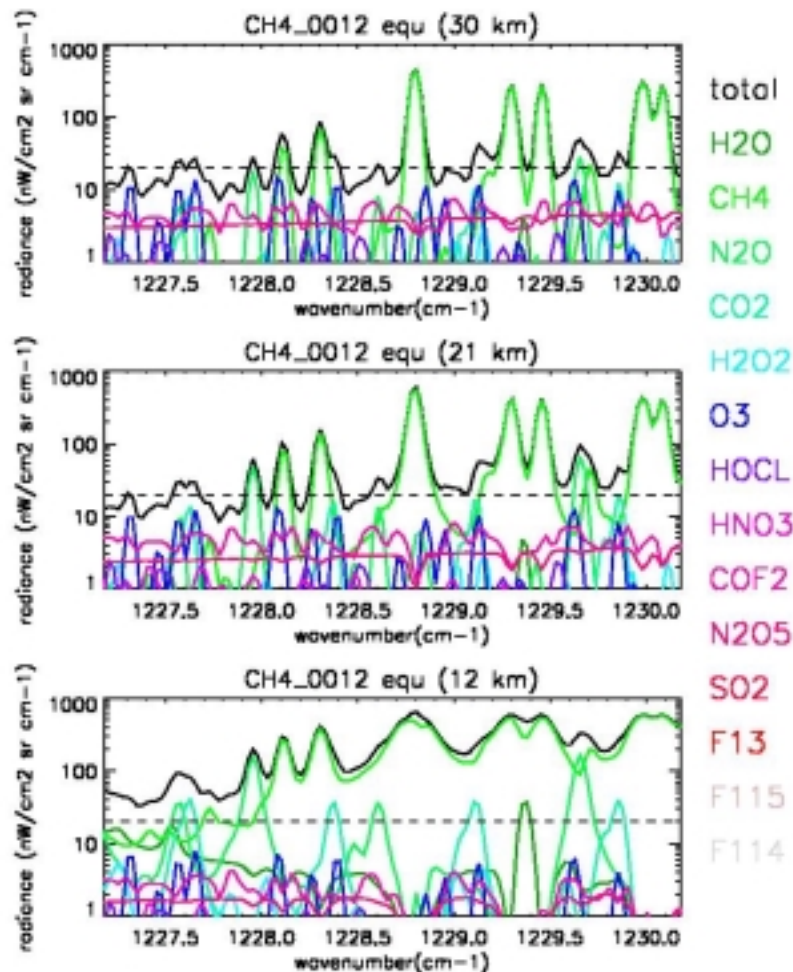 CH4_0012 equ (30 km)
radiance (nW/cm2 sr cm-1)
1000
100
10
1
1227.5 1228.0 1228.5 1229.0 1229.5 1230.0
wavenumber(cm-1)
CH4_0012 equ (21 km)
radiance (nW/cm2 sr cm-1)
1000
100
10
1
1227.5 1228.0 1228.5 1229.0 1229.5 1230.0
wavenumber(cm-1)
CH4_0012 equ (12 km)
radiance (nW/cm2 sr cm-1)
1000
100
10
1
1227.5 1228.0 1228.5 1229.0 1229.5 1230.0
wavenumber(cm-1)
total
H2O
CH4
N2O
CO2
H2O2
O3
HOCL
HNO3
COF2
N2O5
SO2
F13
F115
F114